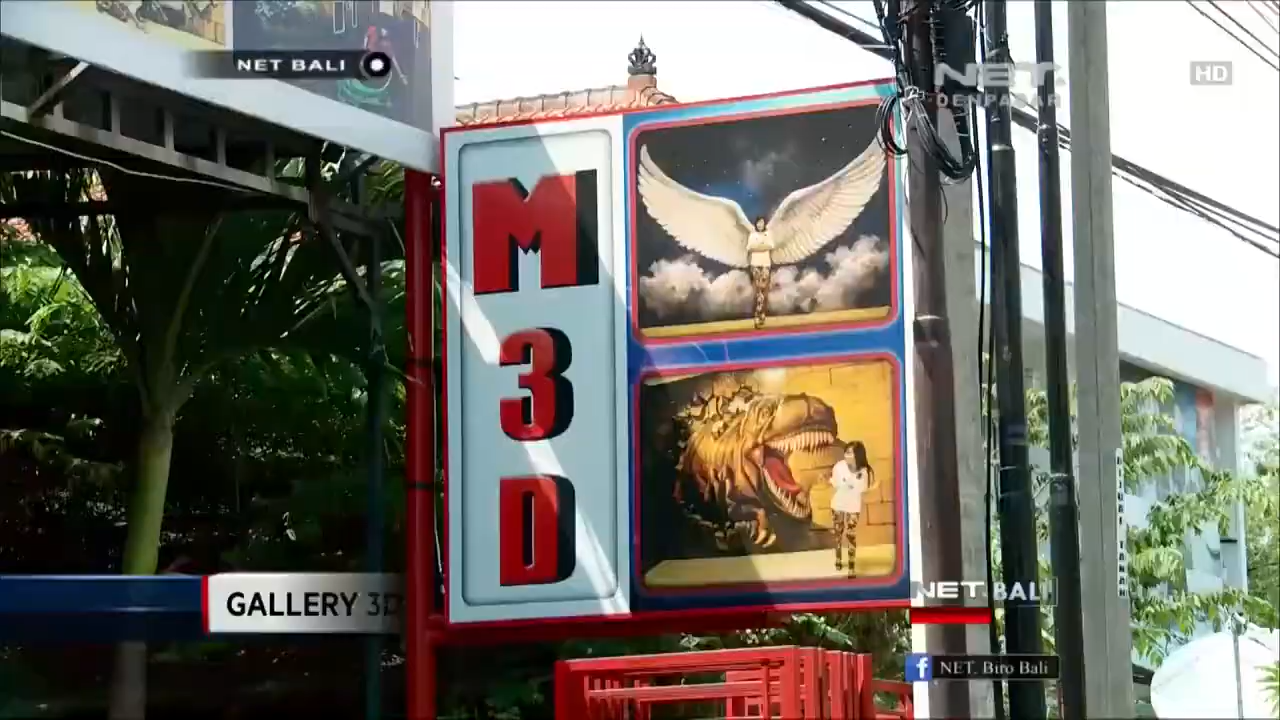 NET BALI
NET.
DENPASAR
HD
M
3
D
GALLERY 3D
NET. BALI
NET. Biro Bali